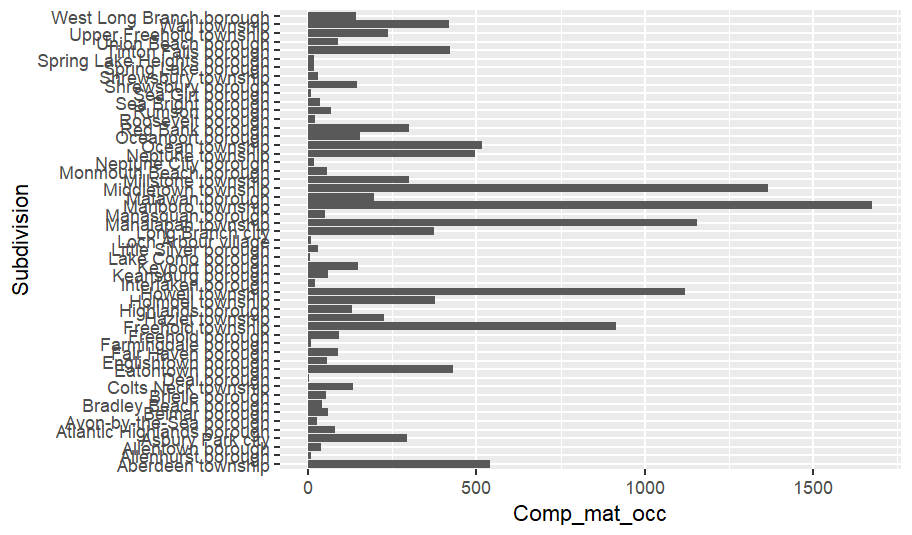 West Long Branch borough
Wall township
Upper Freehold township
Union Beach borough
Tinton Falls borough
Spring Lake Heights borough
Spring Lake borough
Shrewsbury township
Shrewsbury borough
Sea Girt borough
Sea Bright borough
Rumson borough
Roosevelt borough
Red Bank borough
Oceanport borough
Ocean township
Neptune township
Neptune City borough
Monmouth Beach borough
Millstone township
Middletown township
Matawan borough
Marlboro township
Manasquan borough
Manalapan township
Long Branch city
Loch Arbour village
Little Silver borough
Lake Como borough
Keyport borough
Keansburg borough
Interlaken borough
Howell township
Holmdel township
Highlands borough
Hazlet township
Freehold township
Freehold borough
Farmingdale borough
Fair Haven borough
Englishtown borough
Eatontown borough
Deal borough
Colts Neck township
Brielle borough
Bradley Beach borough
Belmar borough
Avon-by-the-Sea borough
Atlantic Highlands borough
Asbury Park city
Allentown borough
Allenhurst borough
Aberdeen township
Subdivision
0 500 1000 1500
Comp_mat_occ